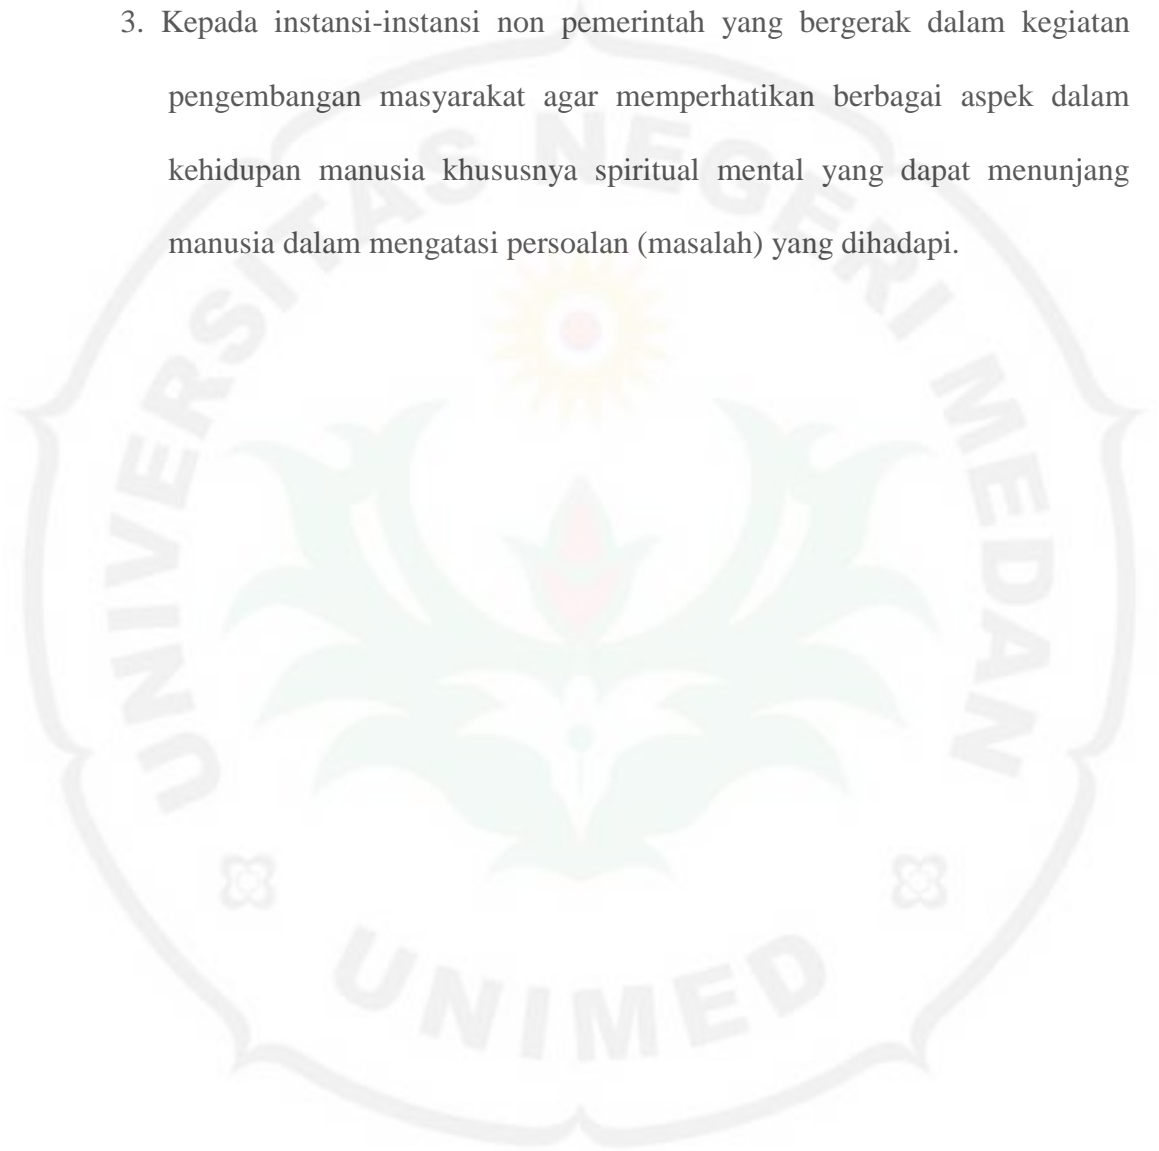 3. Kepada instansi-instansi non pemerintah yang bergerak dalam kegiatan
pengembangan masyarakat agar memperhatikan berbagai aspek dalam
kehidupan manusia khususnya spiritual mental yang dapat menunjang
manusia dalam mengatasi persoalan (masalah) yang dihadapi.
UNIVERSITAS NEGERI MEDAN
UNIMED